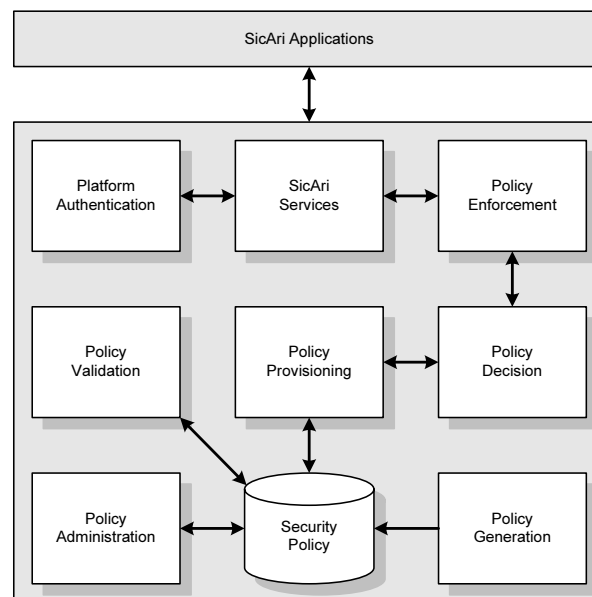 SicAri Applications
Platform
Authentication
SicAri
Services
Policy
Enforcement
Policy
Validation
Policy
Provisioning
Policy
Decision
Policy
Administration
Security
Policy
Policy
Generation